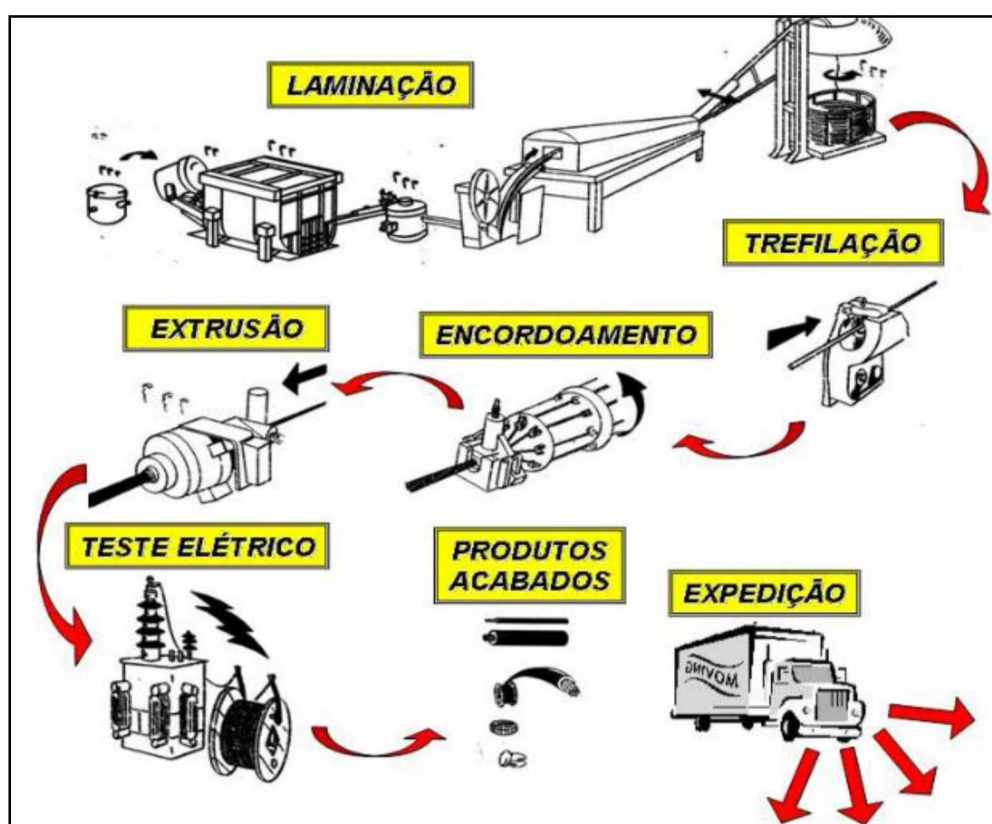 LAMINAÇÃO
TREFILAÇÃO
EXTRUSÃO
ENCORDOAMENTO
TESTE ELÉTRICO
PRODUTOS
ACABADOS
EXPEDIÇÃO
MOVING